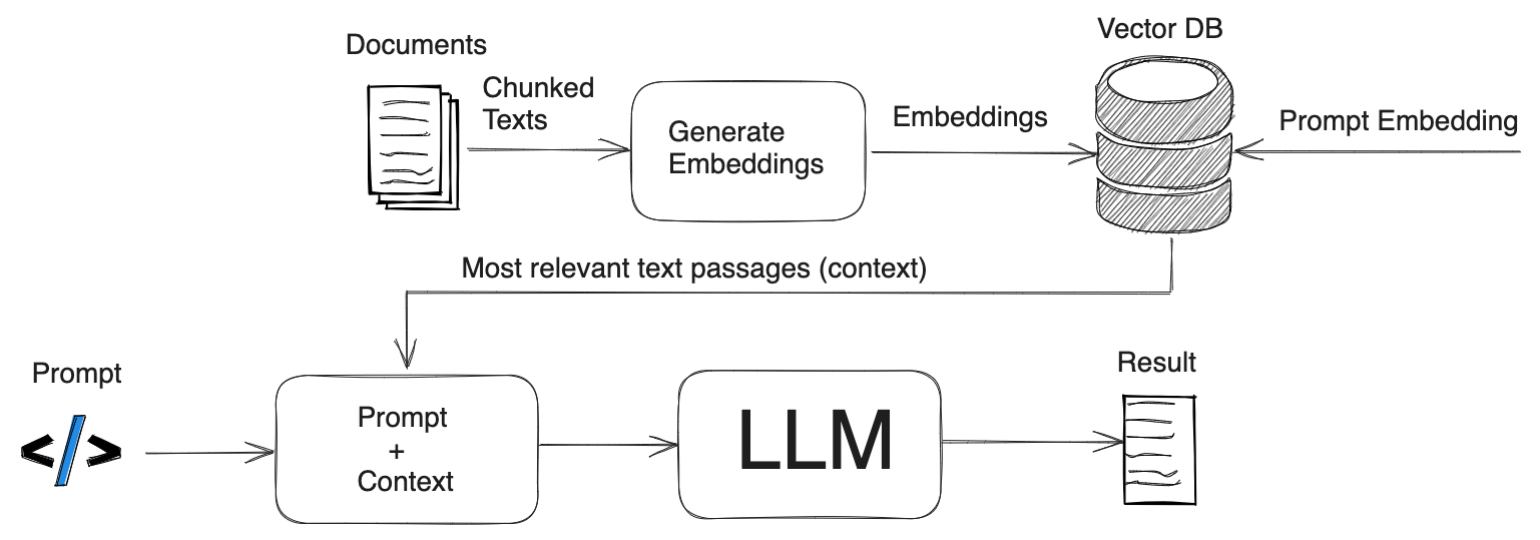 Documents
Chunked
Texts
Generate
Embeddings
Embeddings
Vector DB
Prompt Embedding
Most relevant text passages (context)
Prompt
</>
Prompt
+
Context
LLM
Result